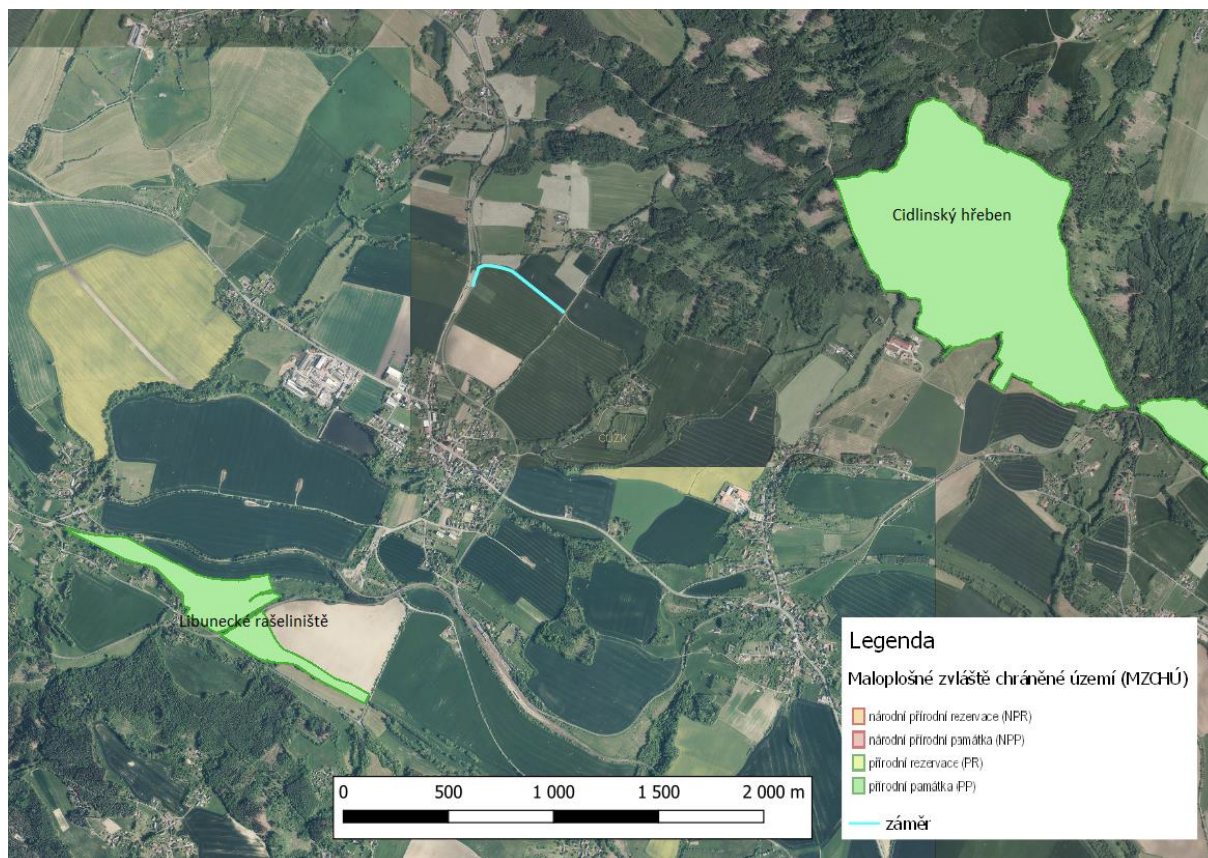 Cidlinský hřeben
ČÚZK
Libunecké rašeliniště
Legenda
Maloplošné zvláště chráněné území (MZCHÚ)
národní přírodní rezervace (NPR)
národní přírodní památka (NPP)
přírodní rezervace (PR)
přírodní památka (PP)
záměr
0 500 1 000 1 500 2 000 m